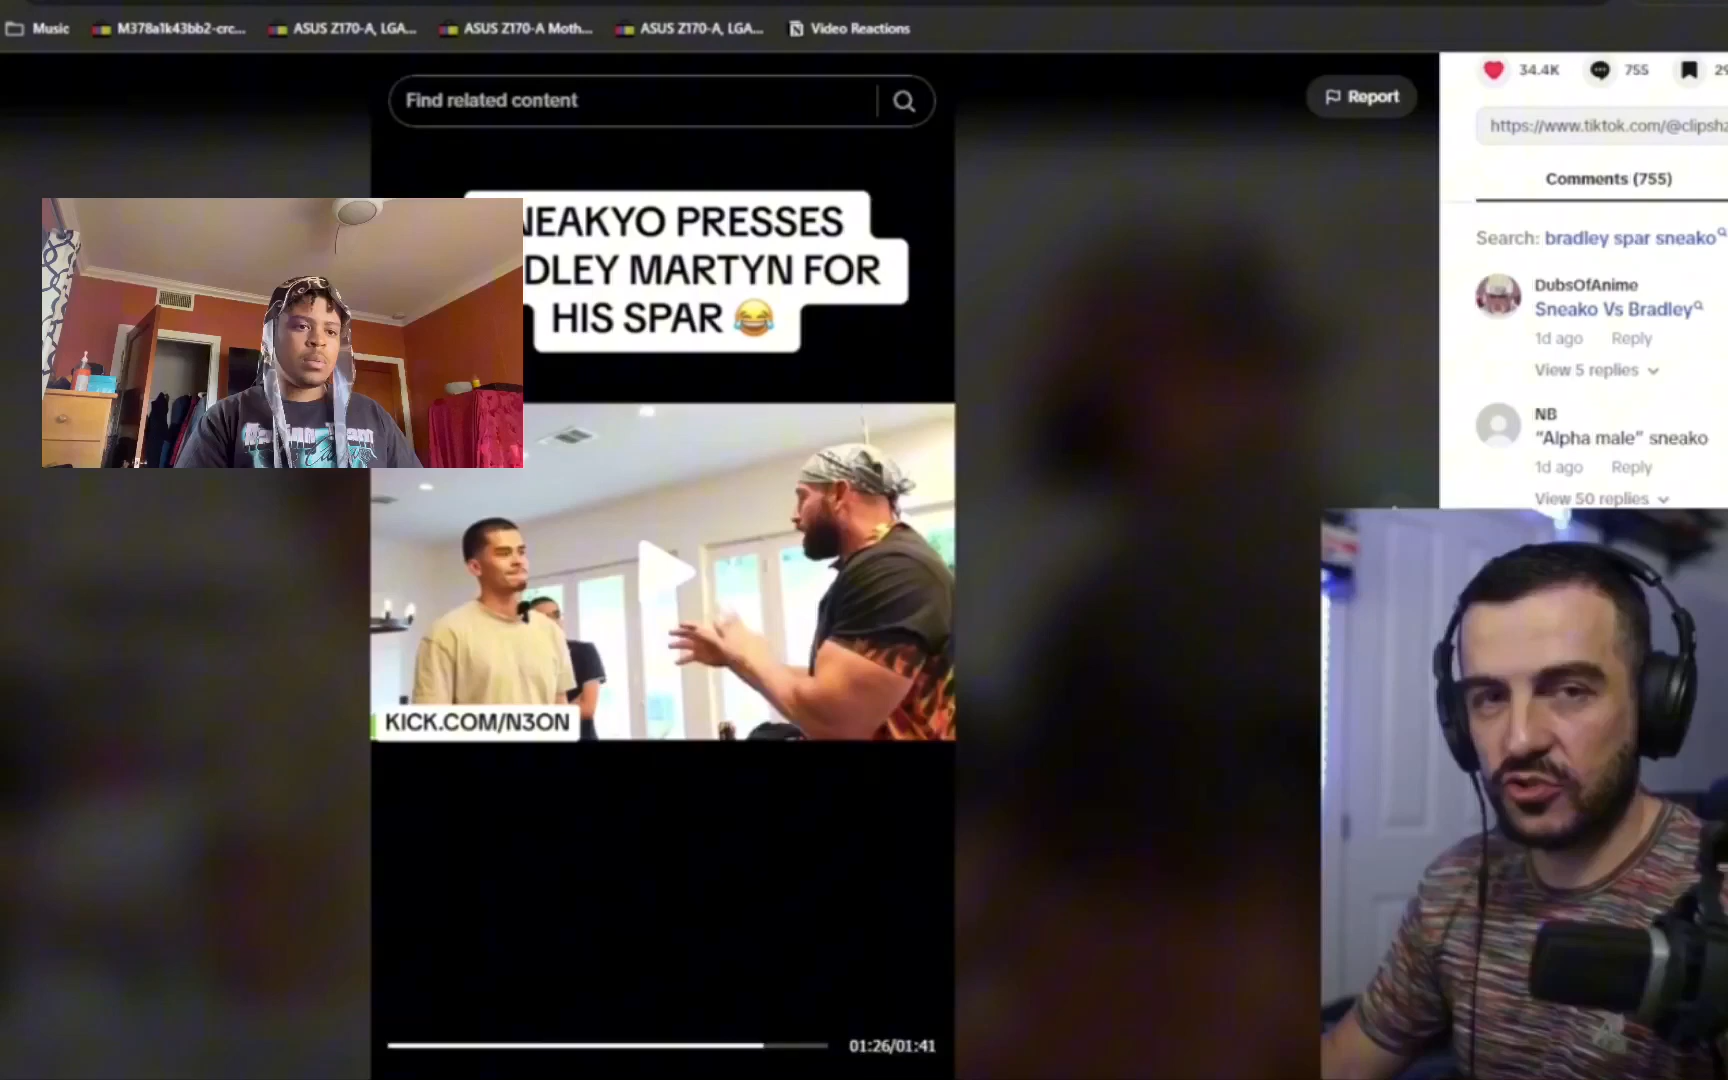 Music
M378a1k43bb2-crc...
ASUS Z170-A, LGA...
ASUS Z170-A Moth...
ASUS Z170-A, LGA...
Video Reactions
Find related content
Report
34.4K
755
29
https://www.tiktok.com/@clipshz
Comments (755)
Search: bradley spar sneako
NEAKYO PRESSES
DLEY MARTYN FOR
HIS SPAR 😂
DubsOfAnime
Sneako Vs Bradley
1d ago Reply
View 5 replies
NB
“Alpha male” sneako
1d ago Reply
View 50 replies
KICK.COM/N3ON
01:26/01:41